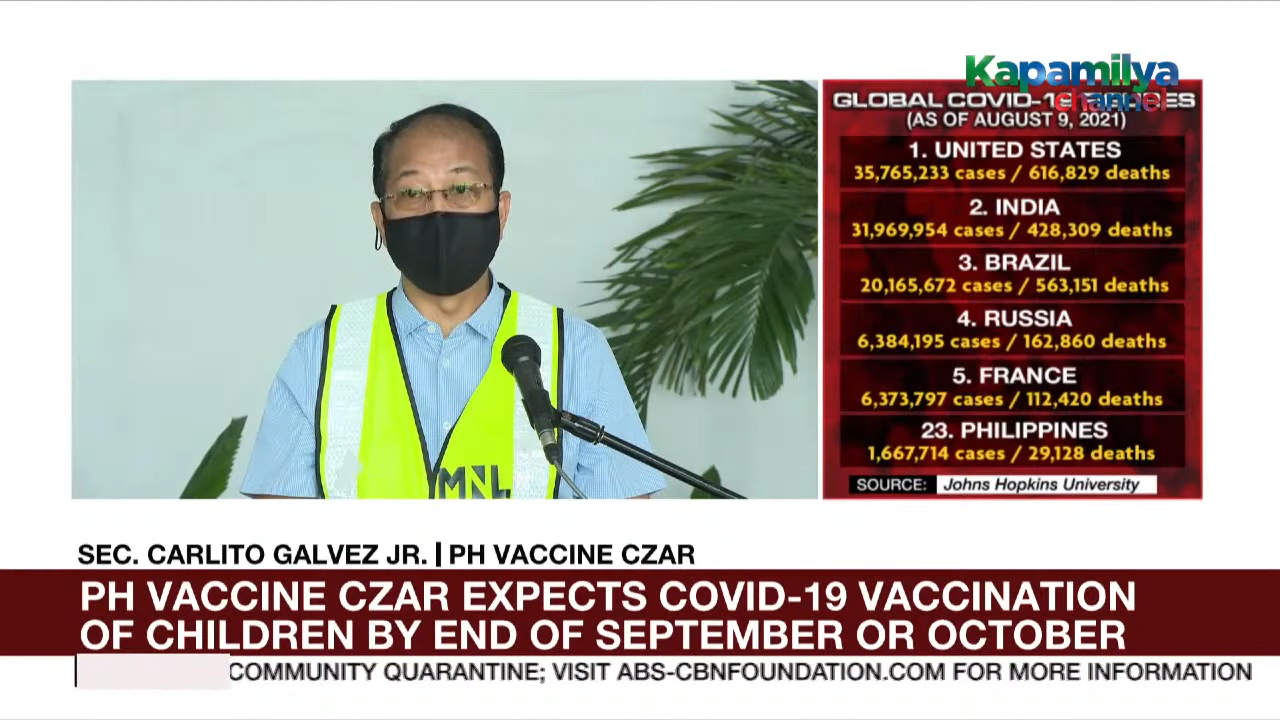 Kapamilya
channel
GLOBAL COVID-19
(AS OF AUGUST 9, 2021)
1. UNITED STATES
35,765,233 cases / 616,829 deaths
2. INDIA
31,969,954 cases / 428,309 deaths
3. BRAZIL
20,165,672 cases / 563,151 deaths
4. RUSSIA
6,384,195 cases / 162,860 deaths
5. FRANCE
6,373,797 cases / 112,420 deaths
23. PHILIPPINES
1,667,714 cases / 29,128 deaths
SOURCE: Johns Hopkins University
MNL
SEC. CARLITO GALVEZ JR. | PH VACCINE CZAR
PH VACCINE CZAR EXPECTS COVID-19 VACCINATION
OF CHILDREN BY END OF SEPTEMBER OR OCTOBER
COMMUNITY QUARANTINE; VISIT ABS-CBNFOUNDATION.COM FOR MORE INFORMATION